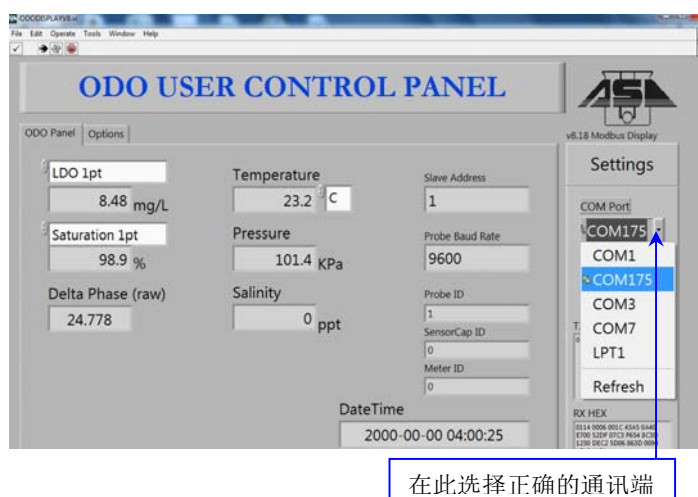 ODODISPLAYV8.vi
File Edit Operate Tools Window Help
ODO USER CONTROL PANEL
ASI
v8.18 Modbus Display
ODO Panel Options
Settings
LDO 1pt
8.48 mg/L
Saturation 1pt
98.9 %
Delta Phase (raw)
24.778
Temperature
23.2 C
Pressure
101.4 KPa
Salinity
0 ppt
Slave Address
1
Probe Baud Rate
9600
Probe ID
1
SensorCap ID
0
Meter ID
0
DateTime
2000-00-00 04:00:25
COM Port
COM175
COM1
COM175
COM3
COM7
LPT1
Refresh
RX HEX
在此选择正确的通讯端